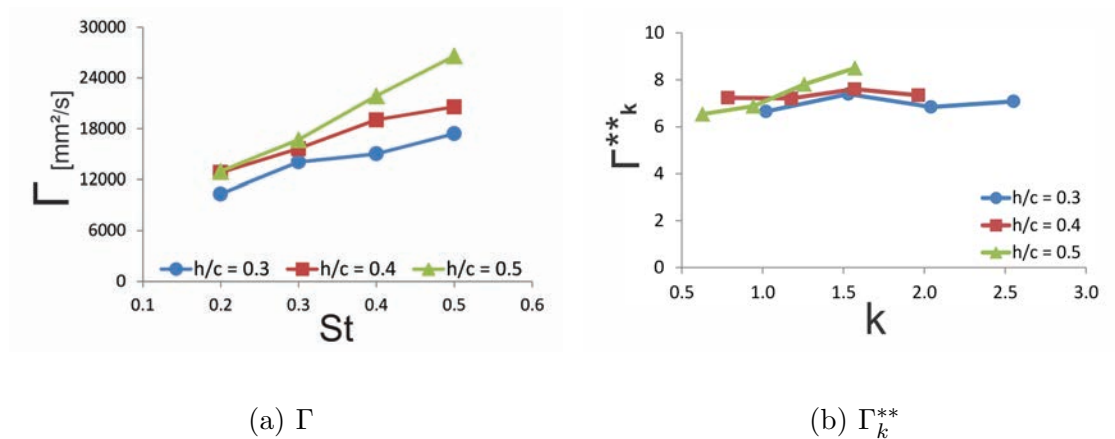 30000
24000
18000
12000
6000
0
Γ [mm²/s]
h/c = 0.3 h/c = 0.4 h/c = 0.5
0.1 0.2 0.3 0.4 0.5 0.6
St
10
8
6
4
2
0
Γ**k
h/c = 0.3
h/c = 0.4
h/c = 0.5
0.5 1.0 1.5 2.0 2.5 3.0
k
(a) Γ
(b) Γ**k